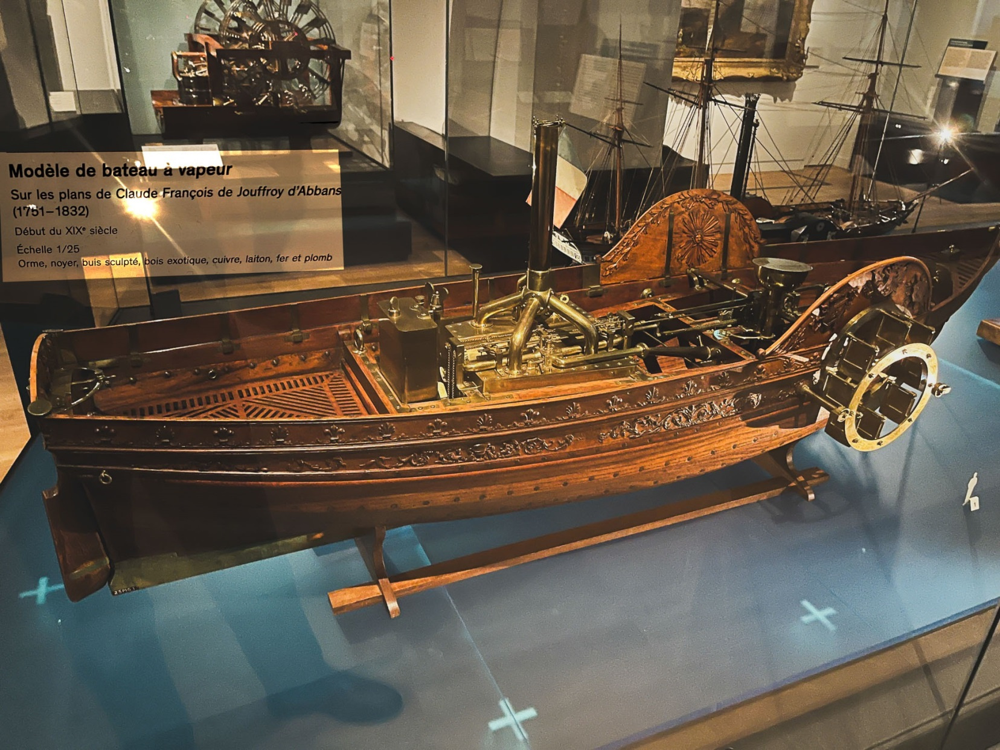 Modèle de bateau à vapeur
Sur les plans de Claude François de Jouffroy d'Abbans
(1751–1832)
Début du XIXᵉ siècle
Échelle 1/25
Orme, noyer, buis sculpté, bois exotique, cuivre, laiton, fer et plomb
1